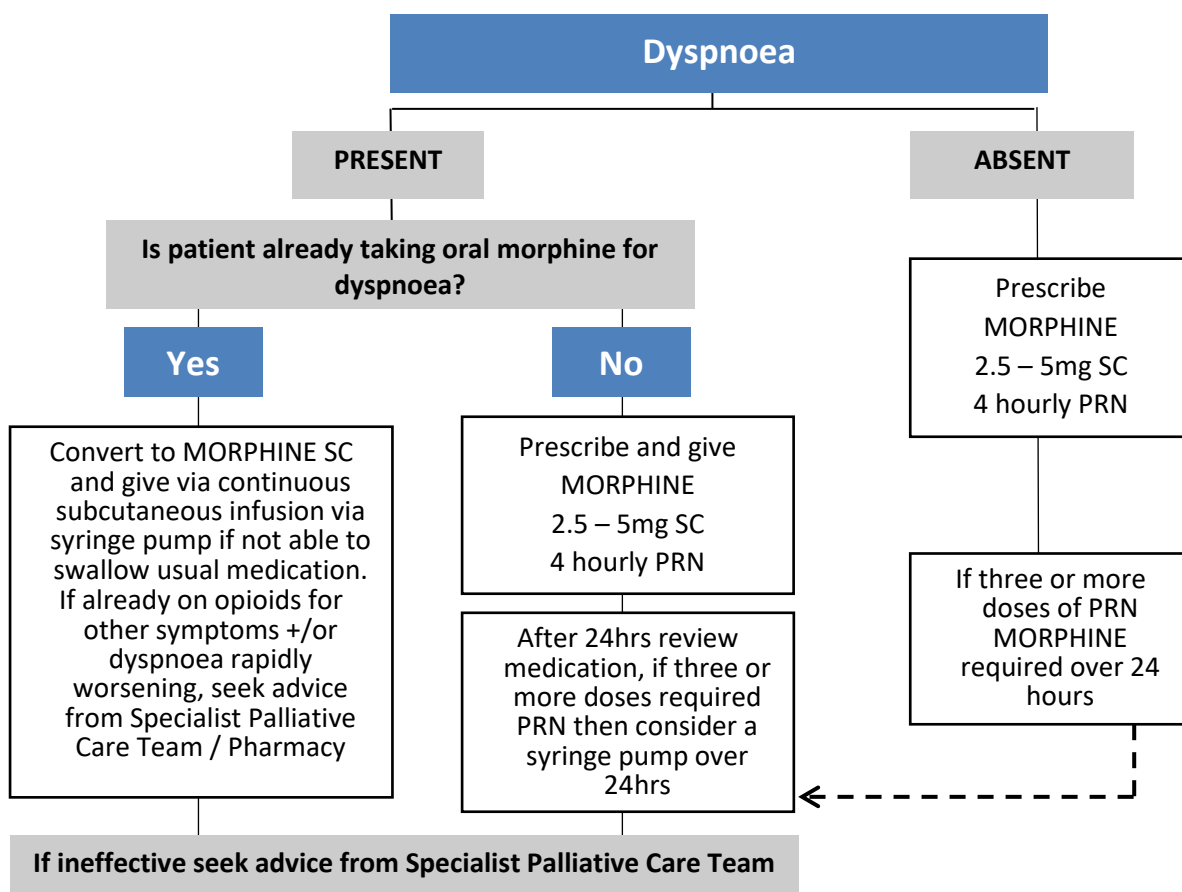 Dyspnoea
PRESENT
ABSENT
Is patient already taking oral morphine for
dyspnoea?
Yes
No
Convert to MORPHINE SC
and give via continuous
subcutaneous infusion via
syringe pump if not able to
swallow usual medication.
If already on opioids for
other symptoms +/or
dyspnoea rapidly
worsening, seek advice
from Specialist Palliative
Care Team / Pharmacy
Prescribe and give
MORPHINE
2.5 – 5mg SC
4 hourly PRN
After 24hrs review
medication, if three or
more doses required
PRN then consider a
syringe pump over
24hrs
Prescribe
MORPHINE
2.5 – 5mg SC
4 hourly PRN
If three or more
doses of PRN
MORPHINE
required over 24
hours
If ineffective seek advice from Specialist Palliative Care Team